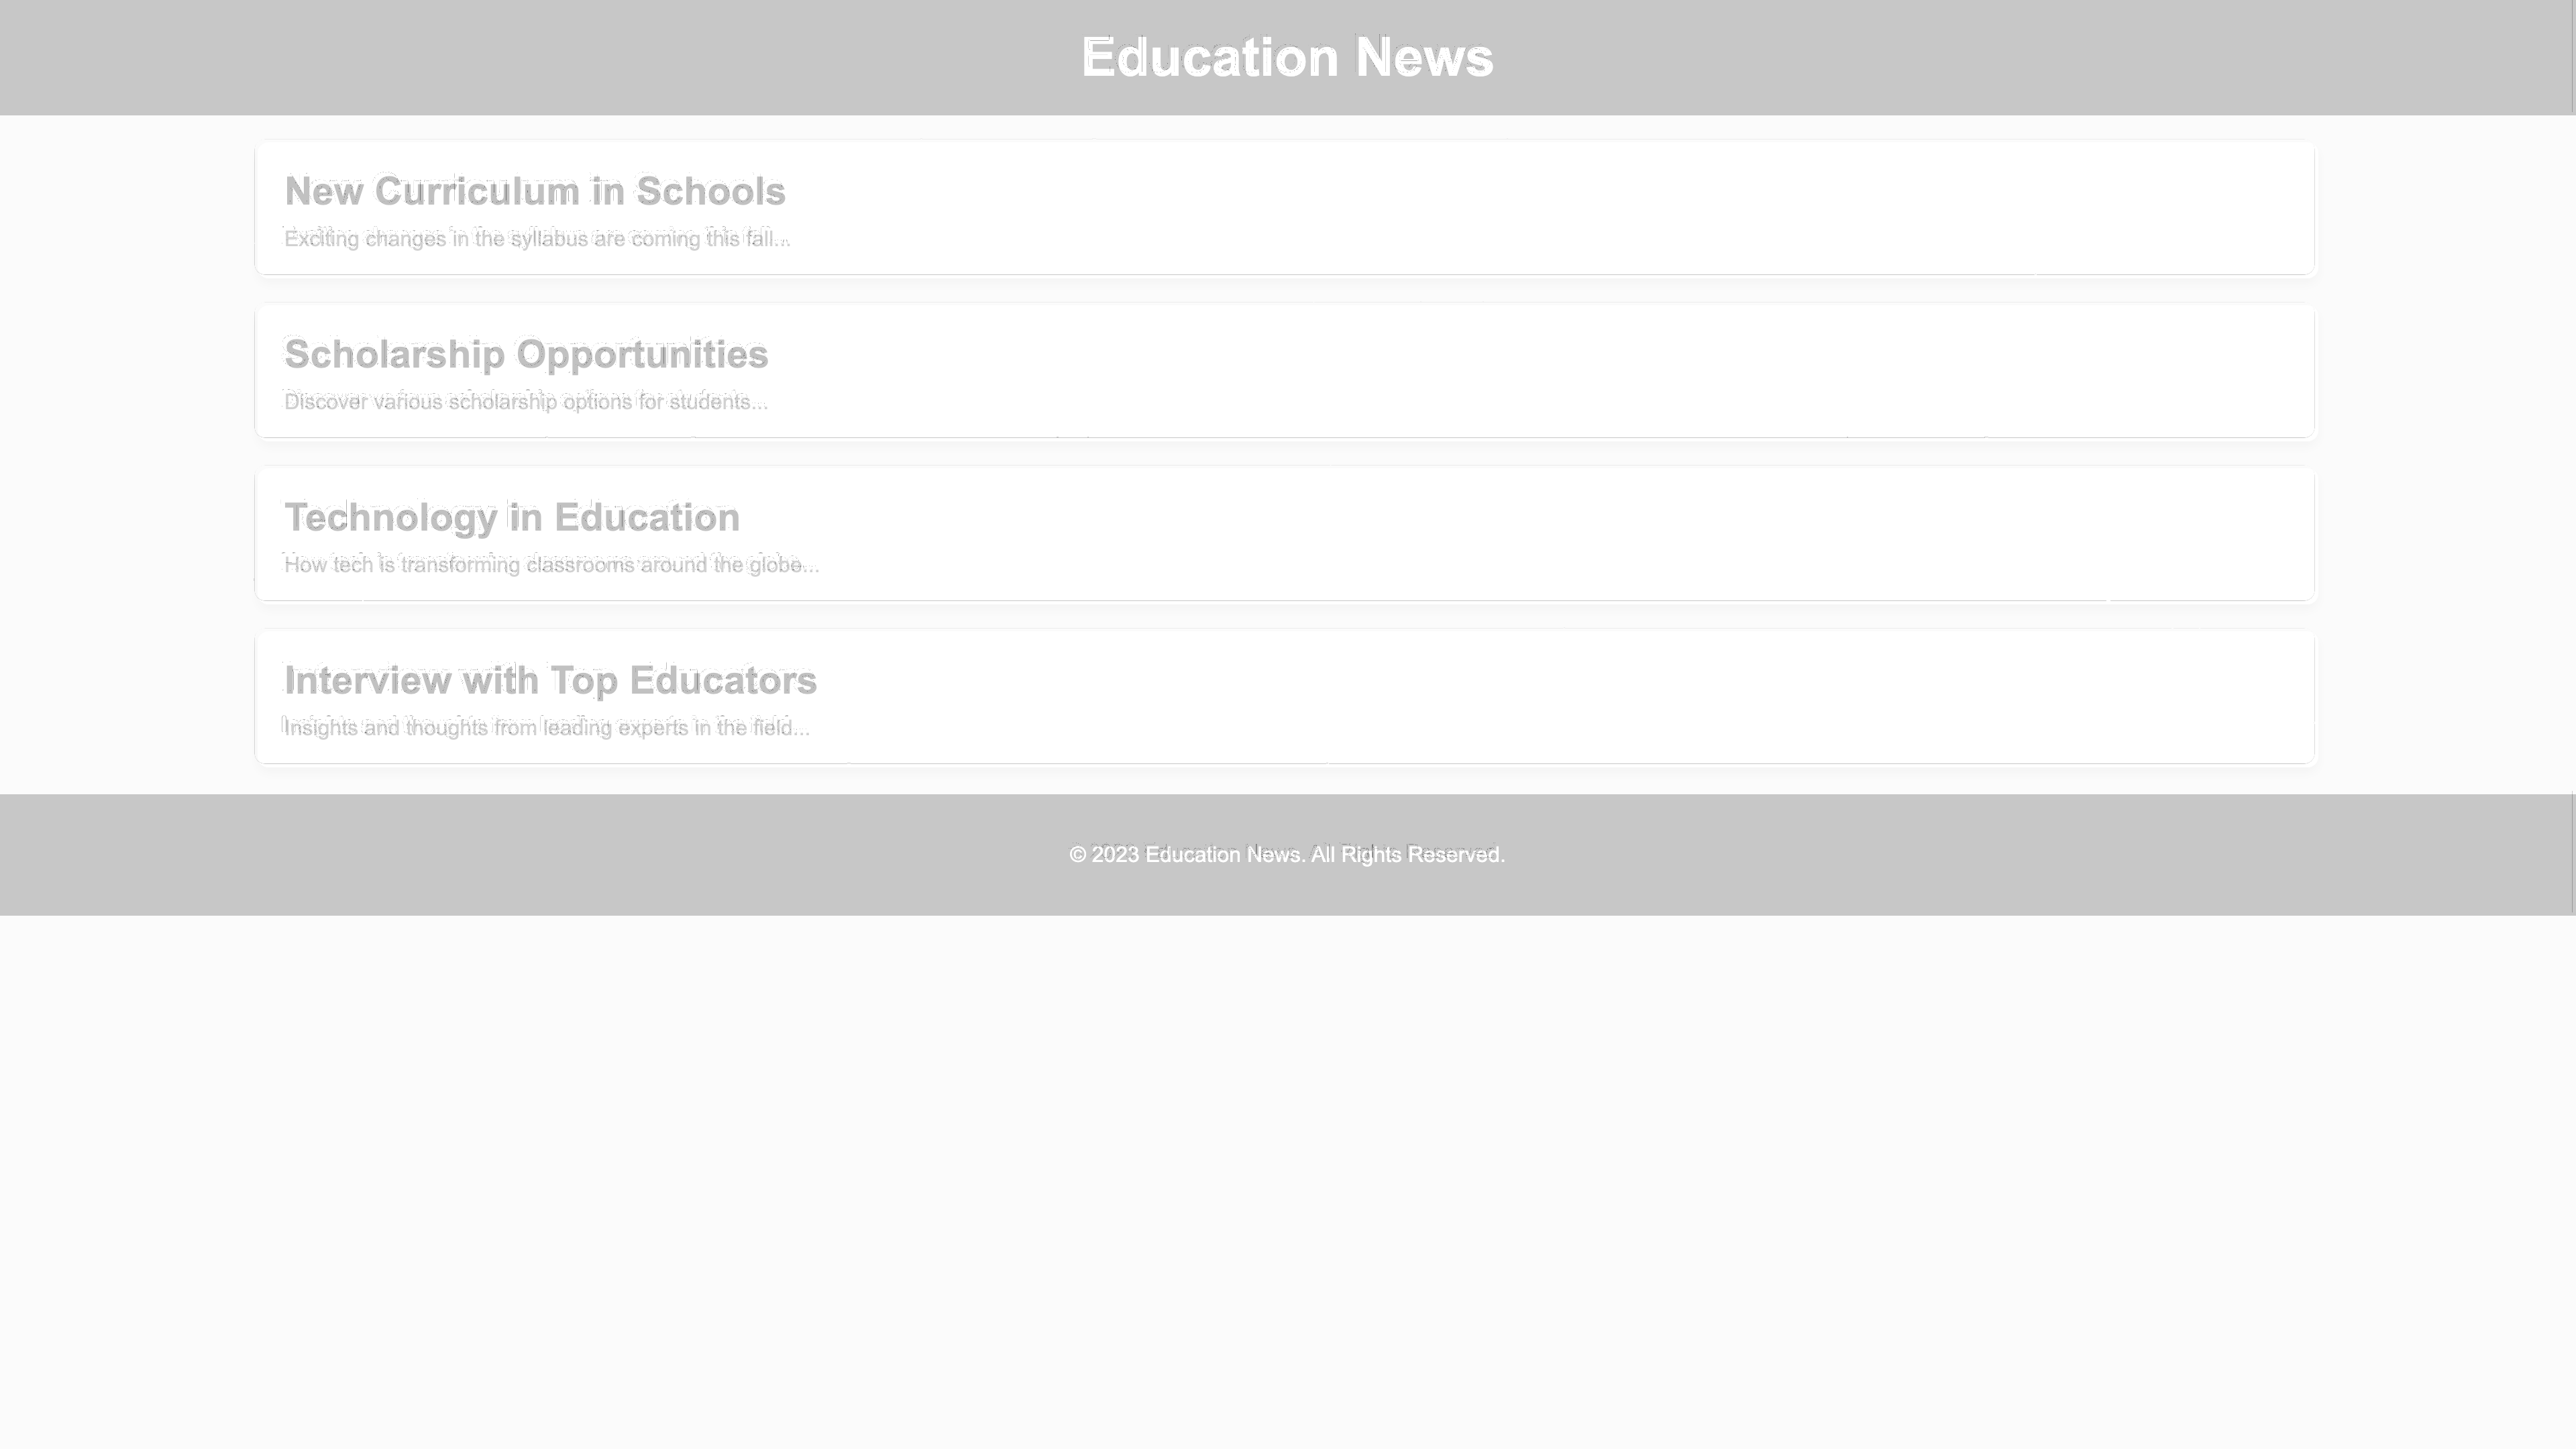 Education News
New Curriculum in Schools
Exciting changes in the syllabus are coming this fall...
Scholarship Opportunities
Discover various scholarship options for students...
Technology in Education
How tech is transforming classrooms around the globe...
Interview with Top Educators
Insights and thoughts from leading experts in the field...
© 2023 Education News. All Rights Reserved.